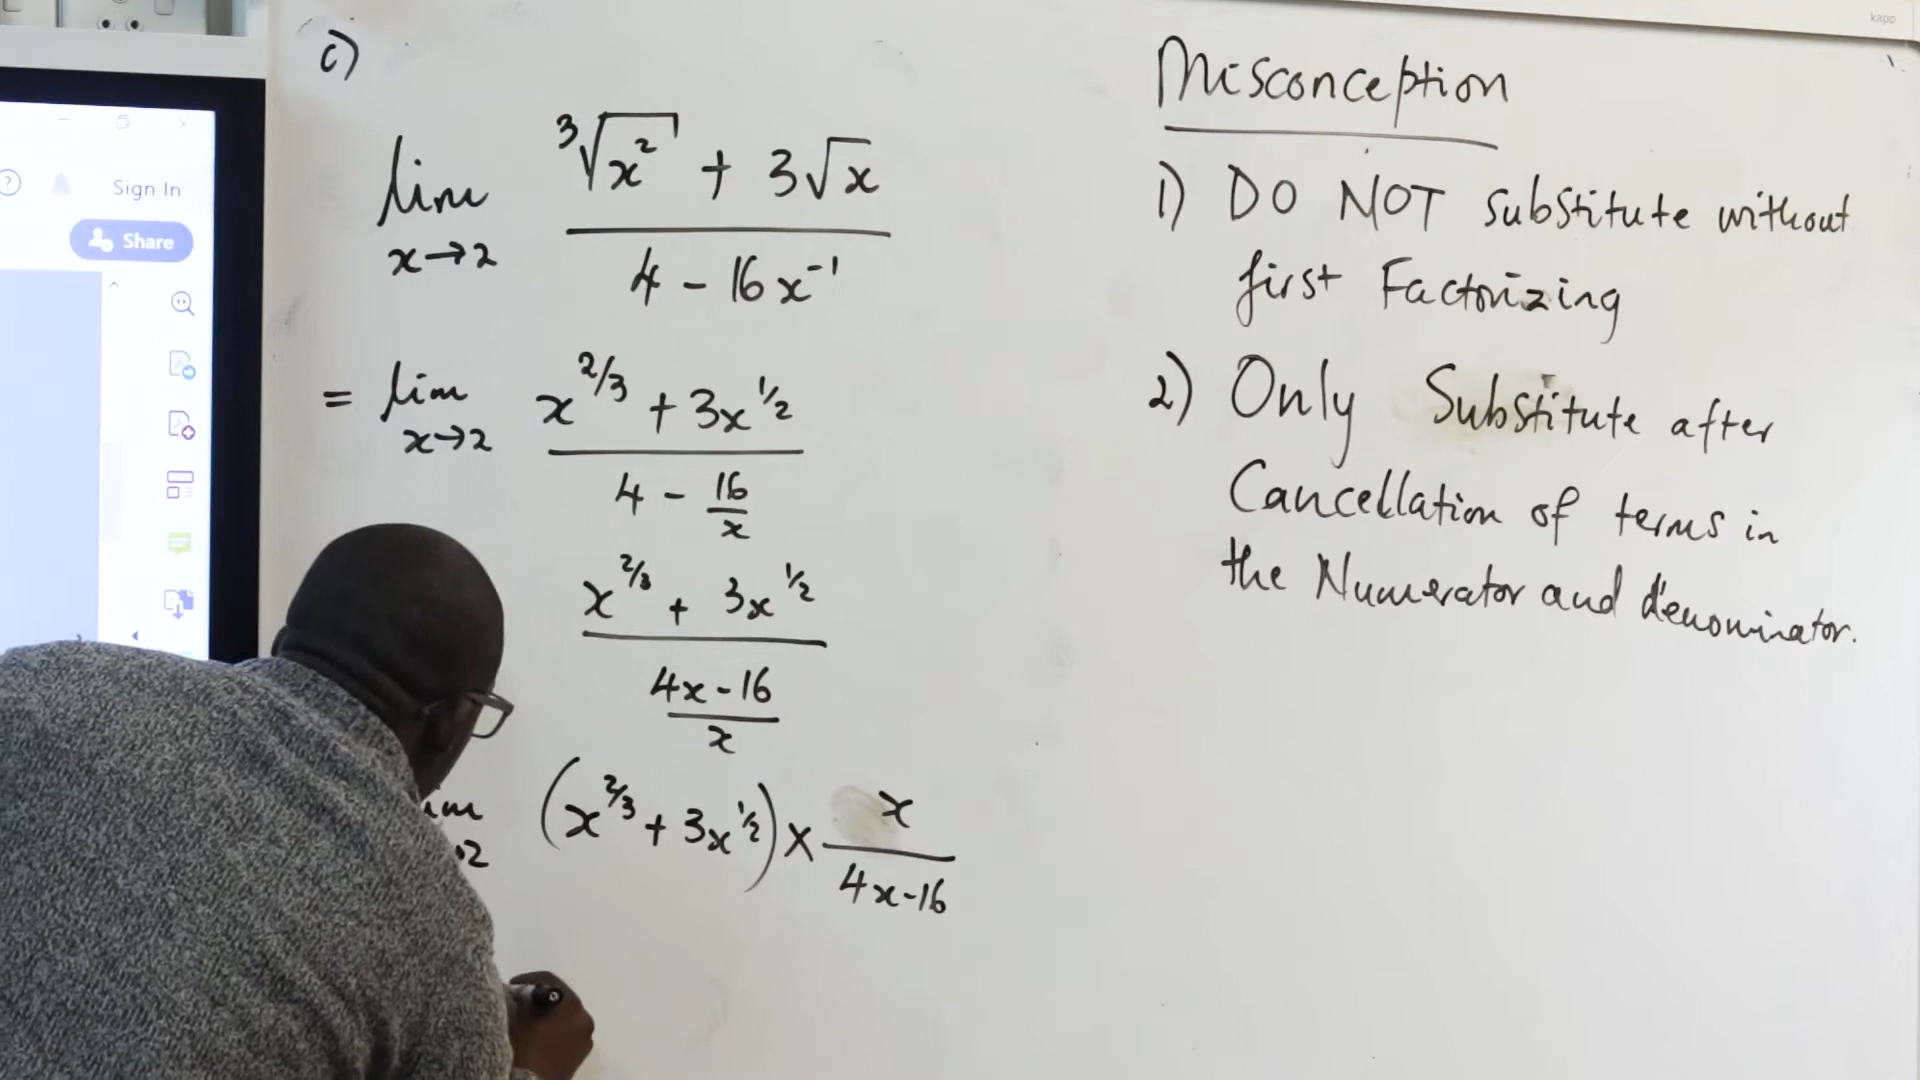 kapp
Sign In
Share
c)
lim x→2 (∛x² + 3√x) / (4 - 16x⁻¹)
= lim x→2 (x^2/3 + 3x^1/2) / (4 - 16/x)
(x^2/3 + 3x^1/2) / ((4x-16)/x)
(x^2/3 + 3x^1/2) × x/(4x-16)
Misconception
1) DO NOT substitute without
first Factorizing
2) Only Substitute after
Cancellation of terms in
the Numerator and denominator.